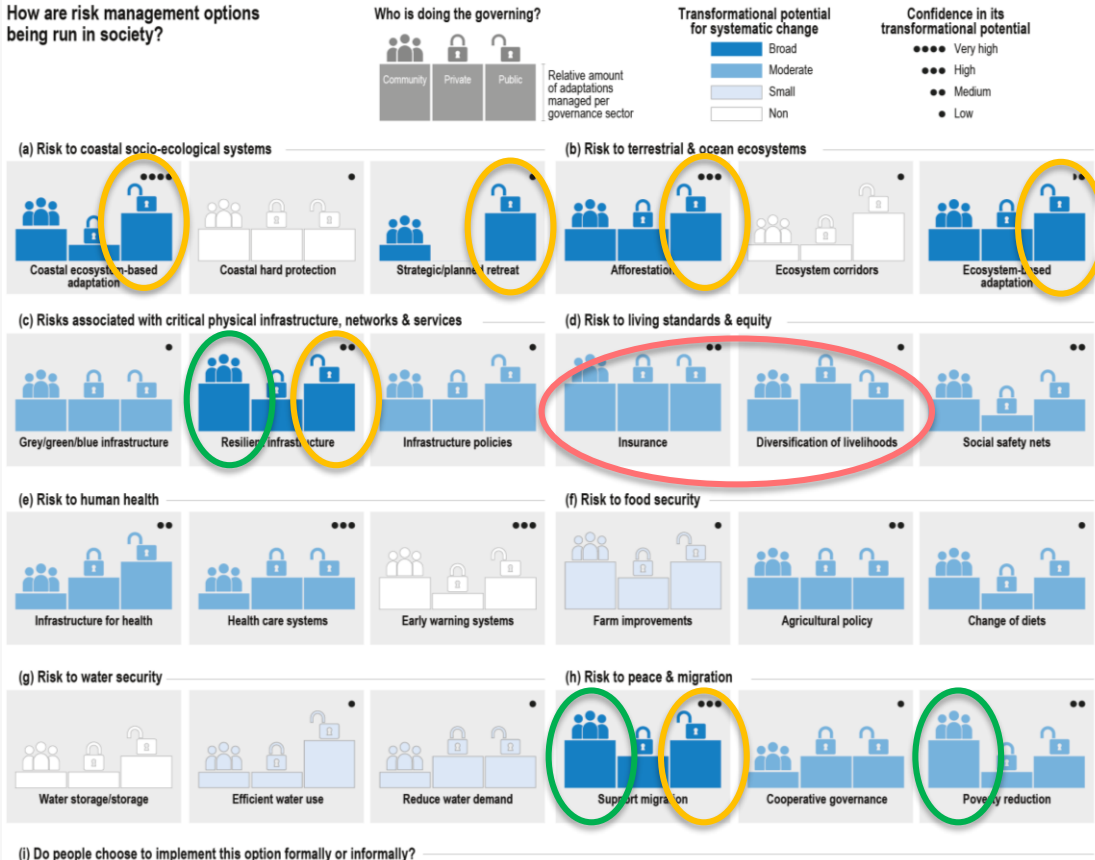 How are risk management options
being run in society?
Who is doing the governing?
Community Private Public
Relative amount
of adaptations
managed per
governance sector
Transformational potential
for systematic change
Broad
Moderate
Small
Non
Confidence in its
transformational potential
Very high
High
Medium
Low
(a) Risk to coastal socio-ecological systems
Coastal ecosystem-based
adaptation
Coastal hard protection
Strategic/planned retreat
(b) Risk to terrestrial & ocean ecosystems
Afforestation
Ecosystem corridors
Ecosystem-based
adaptation
(c) Risks associated with critical physical infrastructure, networks & services
Grey/green/blue infrastructure
Resilient infrastructure
Infrastructure policies
(d) Risk to living standards & equity
Insurance
Diversification of livelihoods
Social safety nets
(e) Risk to human health
Infrastructure for health
Health care systems
Early warning systems
(f) Risk to food security
Farm improvements
Agricultural policy
Change of diets
(g) Risk to water security
Water storage/storage
Efficient water use
Reduce water demand
(h) Risk to peace & migration
Support migration
Cooperative governance
Poverty reduction
(i) Do people choose to implement this option formally or informally?